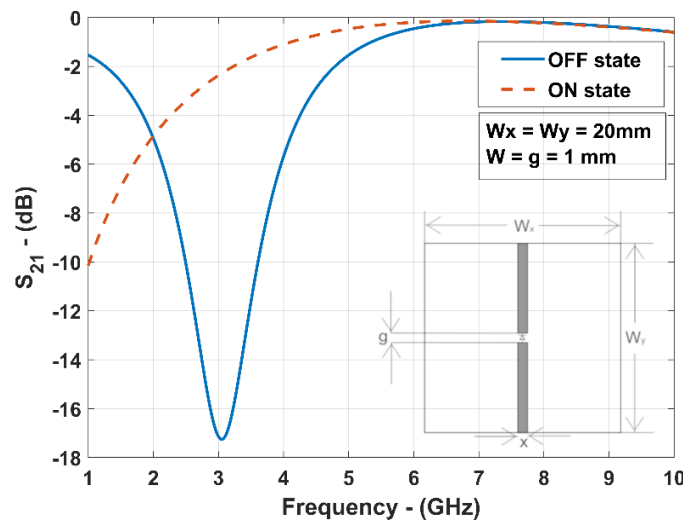 0
-2
-4
-6
-8
-10
-12
-14
-16
-18
S21 - (dB)
OFF state
ON state
Wx = Wy = 20mm
W = g = 1 mm
Wx
g
Wy
x
1 2 3 4 5 6 7 8 9 10
Frequency - (GHz)